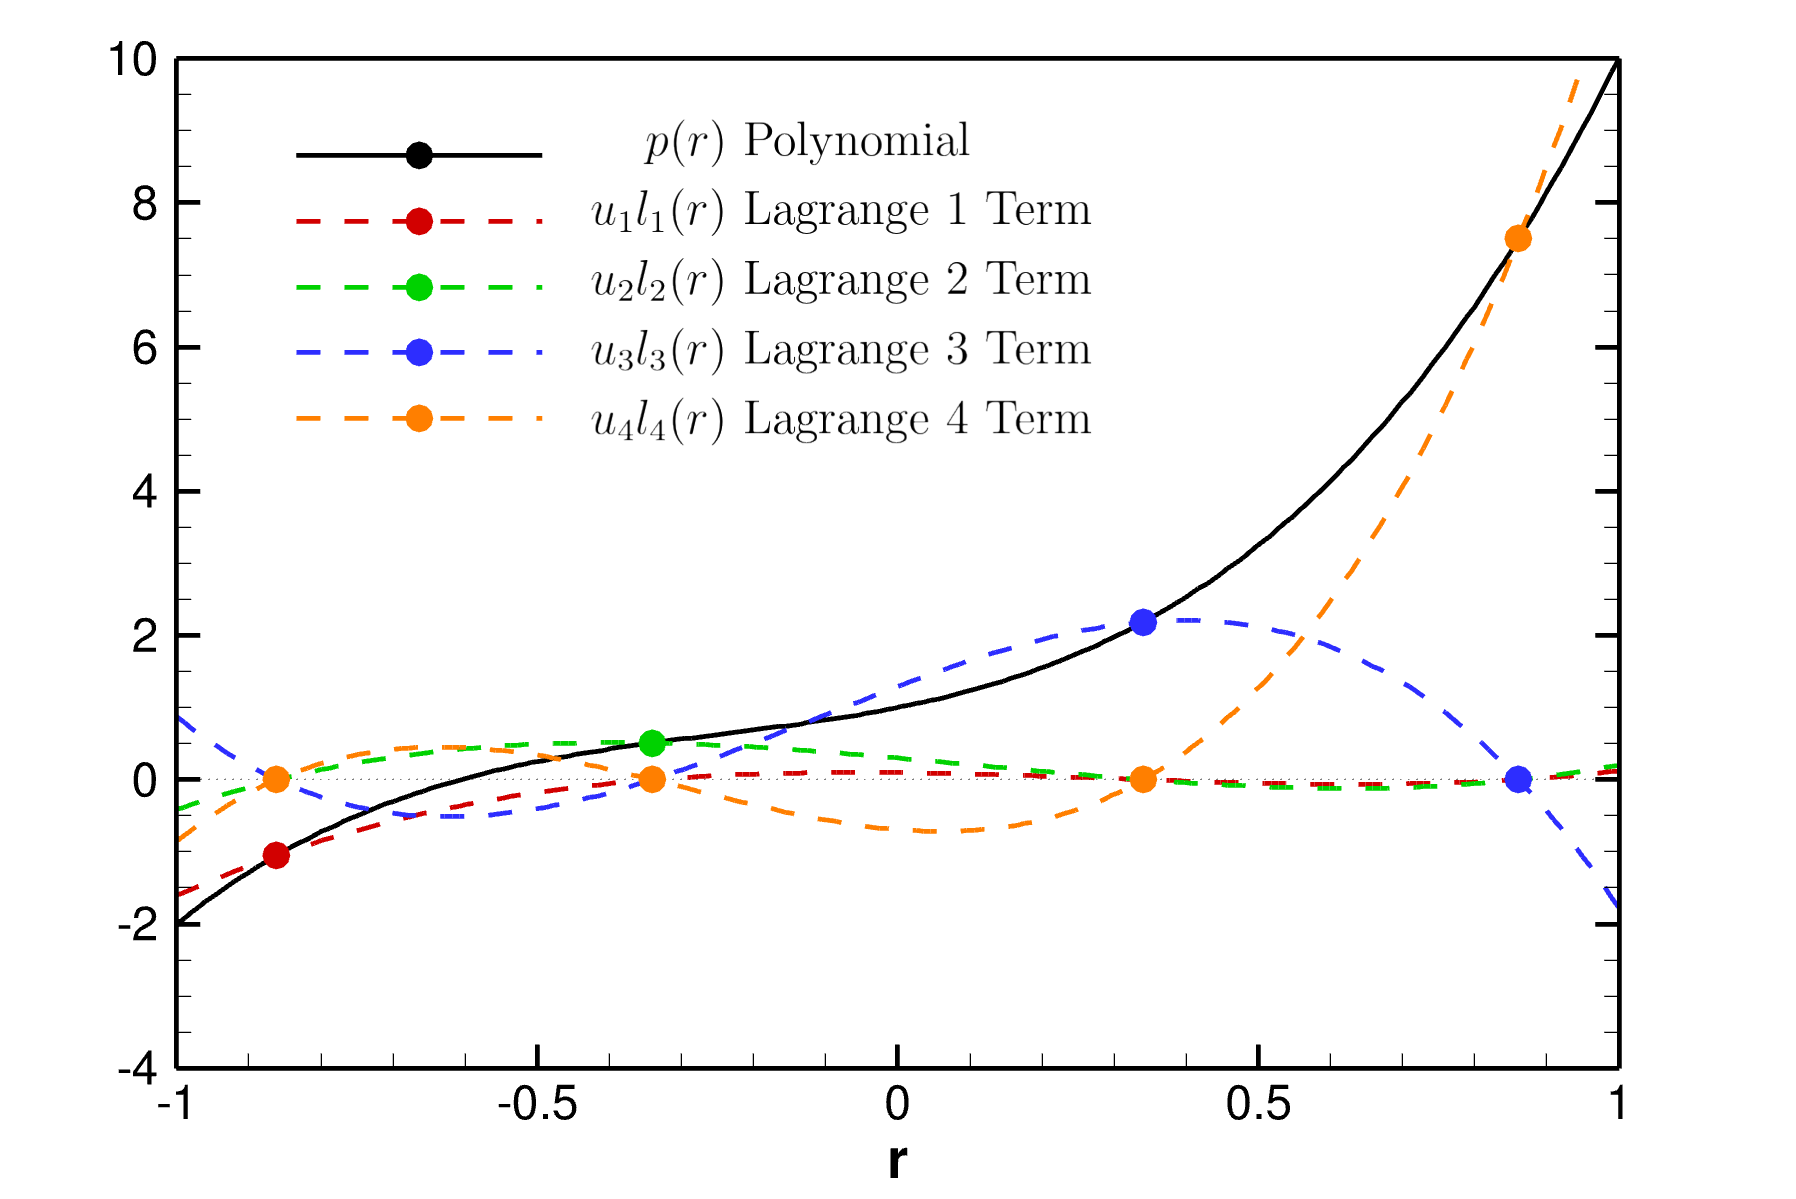 10
8
6
4
2
0
-2
-4
p(r) Polynomial
u₁l₁(r) Lagrange 1 Term
u₂l₂(r) Lagrange 2 Term
u₃l₃(r) Lagrange 3 Term
u₄l₄(r) Lagrange 4 Term
-1 -0.5 0 0.5 1
r